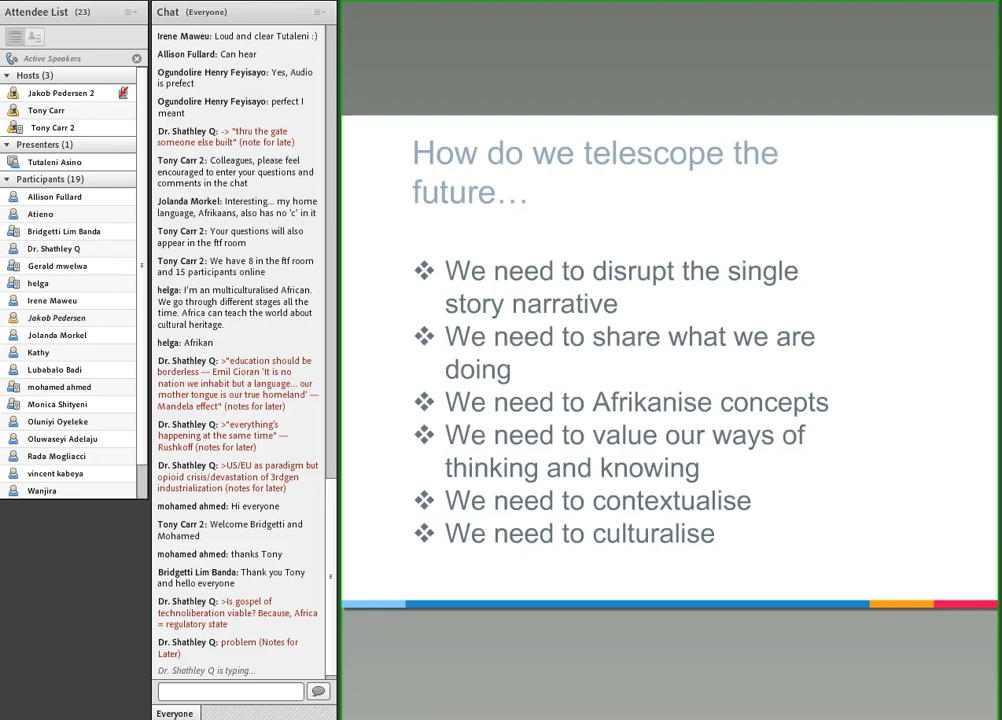 Attendee List (23)
Active Speakers
Hosts (3)
Jakob Pedersen 2
Tony Carr
Tony Carr 2
Presenters (1)
Tutaleni Asino
Participants (19)
Allison Fullard
Atieno
Bridgetti Lim Banda
Dr. Shathley Q
Gerald mwelwa
helga
Irene Maweu
Jakob Pedersen
Jolanda Morkel
Kathy
Lubabalo Badi
mohamed ahmed
Monica Shityeni
Oluniyi Oyeleke
Oluwaseyi Adelaju
Rada Mogliacci
vincent kabeya
Wanjira
Chat (Everyone)
Irene Maweu: Loud and clear Tutaleni :)
Allison Fullard: Can hear
Ogundolire Henry Feyisayo: Yes, Audio
is prefect
Ogundolire Henry Feyisayo: perfect I
meant
Dr. Shathley Q: -> "thru the gate
someone else built" (note for late)
Tony Carr 2: Colleagues, please feel
encouraged to enter your questions and
comments in the chat
Jolanda Morkel: Interesting... my home
language, Afrikaans, also has no 'c' in it
Tony Carr 2: Your questions will also
appear in the ftf room
Tony Carr 2: We have 8 in the ftf room
and 15 participants online
helga: I'm an multiculturalised African.
We go through different stages all the
time. Africa can teach the world about
cultural heritage.
helga: Afrikan
Dr. Shathley Q: >"education should be
borderless — Emil Cioran 'It is no
nation we inhabit but a language... our
mother tongue is our true homeland' —
Mandela effect" (notes for later)
Dr. Shathley Q: >"everything's
happening at the same time" —
Rushkoff (notes for later)
Dr. Shathley Q: >US/EU as paradigm but
opioid crisis/devastation of 3rdgen
industrialization (notes for later)
mohamed ahmed: Hi everyone
Tony Carr 2: Welcome Bridgetti and
Mohamed
mohamed ahmed: thanks Tony
Bridgetti Lim Banda: Thank you Tony
and hello everyone
Dr. Shathley Q: >Is gospel of
technoliberation viable? Because, Africa
= regulatory state
Dr. Shathley Q: problem (Notes for
Later)
Dr. Shathley Q is typing...
Everyone
How do we telescope the
future…
❖ We need to disrupt the single
story narrative
❖ We need to share what we are
doing
❖ We need to Afrikanise concepts
❖ We need to value our ways of
thinking and knowing
❖ We need to contextualise
❖ We need to culturalise